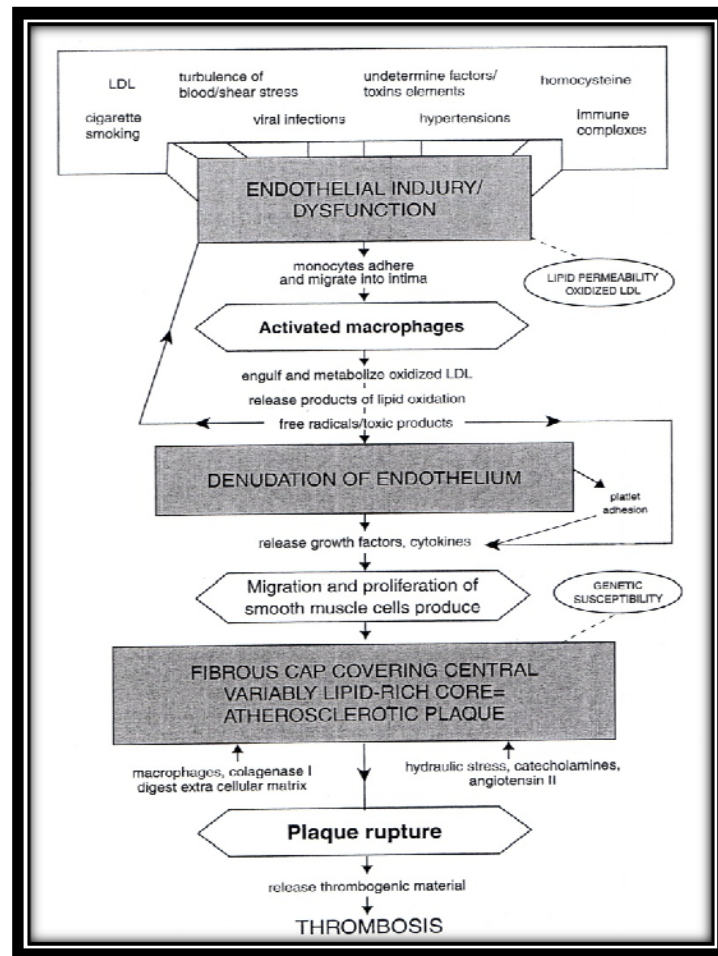 LDL
turbulence of
blood/shear stress
undetermine factors/
toxins elements
homocysteine
cigarette
smoking
viral infections
hypertensions
immune
complexes
ENDOTHELIAL INDJURY/
DYSFUNCTION
monocytes adhere
and migrate into intima
LIPID PERMEABILITY
OXIDIZED LDL
Activated macrophages
engulf and metabolize oxidized LDL
release products of lipid oxidation
free radicals/toxic products
DENUDATION OF ENDOTHELIUM
platlet
adhesion
release growth factors, cytokines
Migration and proliferation of
smooth muscle cells produce
GENETIC
SUSCEPTIBILITY
FIBROUS CAP COVERING CENTRAL
VARIABLY LIPID-RICH CORE=
ATHEROSCLEROTIC PLAQUE
macrophages, colagenase I
digest extra cellular matrix
hydraulic stress, catecholamines,
angiotensin II
Plaque rupture
release thrombogenic material
THROMBOSIS